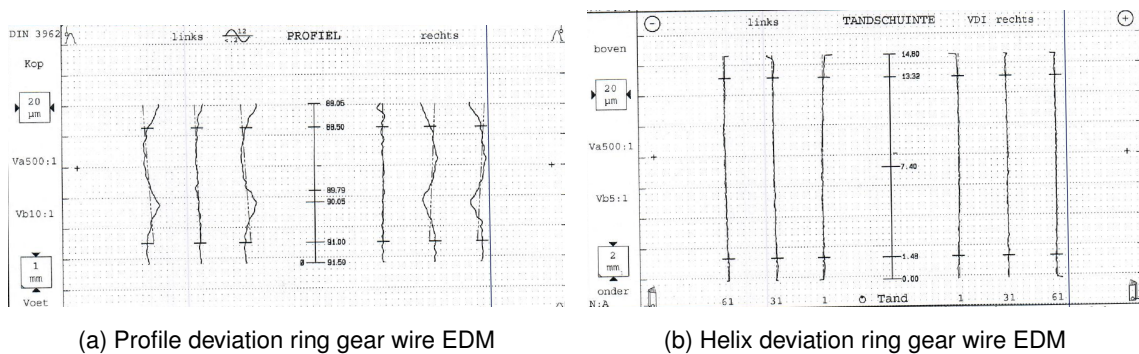 DIN 3962
links
12
PROFIEL
rechts
Kop
20
µm
Va500:1
Vb10:1
1
mm
Voet
88.05
88.50
89.79
90.05
91.00
91.50
links
TANDSCHUINTE
VDI rechts
boven
20
µm
Va500:1
Vb5:1
2
mm
onder
N:A
14.80
13.32
7.40
1.48
0.00
61
31
1
Tand
1
31
61
(a) Profile deviation ring gear wire EDM
(b) Helix deviation ring gear wire EDM